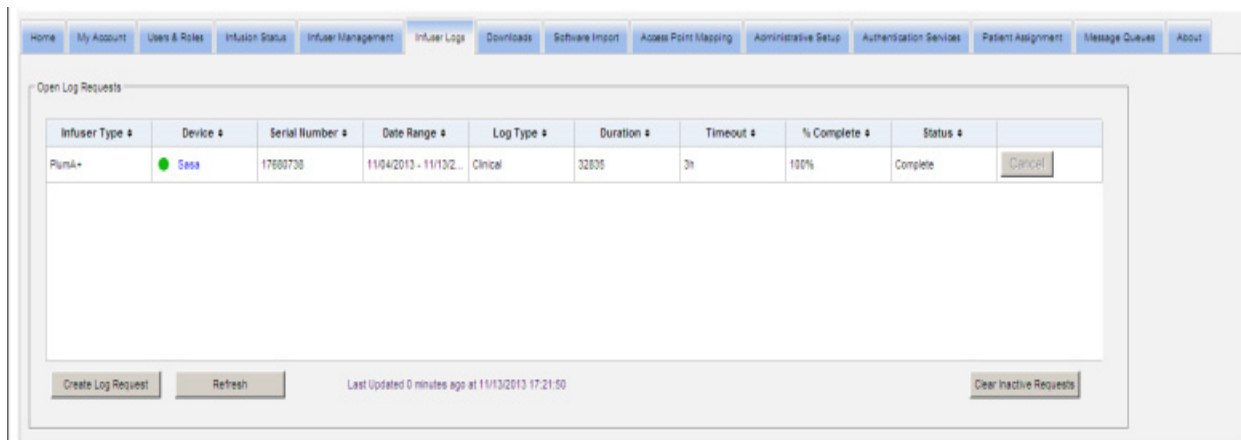 Home My Account Users & Roles Infusion Status Infuser Management Infuser Logs Downloads Software Import Access Point Mapping Administrative Setup Authentication Services Patient Assignment Message Queues About
Open Log Requests
Infuser Type Device Serial Number Date Range Log Type Duration Timeout % Complete Status
PlumA+ Sasa 17680738 11/04/2013 - 11/13/2... Clinical 32835 3h 100% Complete Cancel
Create Log Request Refresh Last Updated 0 minutes ago at 11/13/2013 17:21:50 Clear Inactive Requests